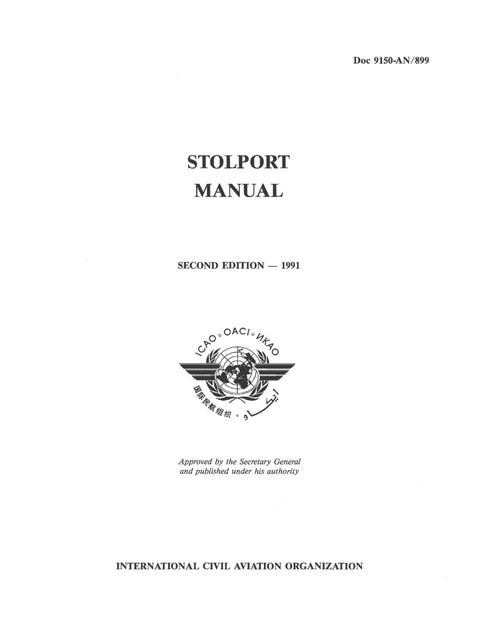 Doc 9150-AN/899
STOLPORT
MANUAL
SECOND EDITION — 1991
ICAO • OACI • ИКАО
国际民航组织 • ايكاو
Approved by the Secretary General
and published under his authority
INTERNATIONAL CIVIL AVIATION ORGANIZATION